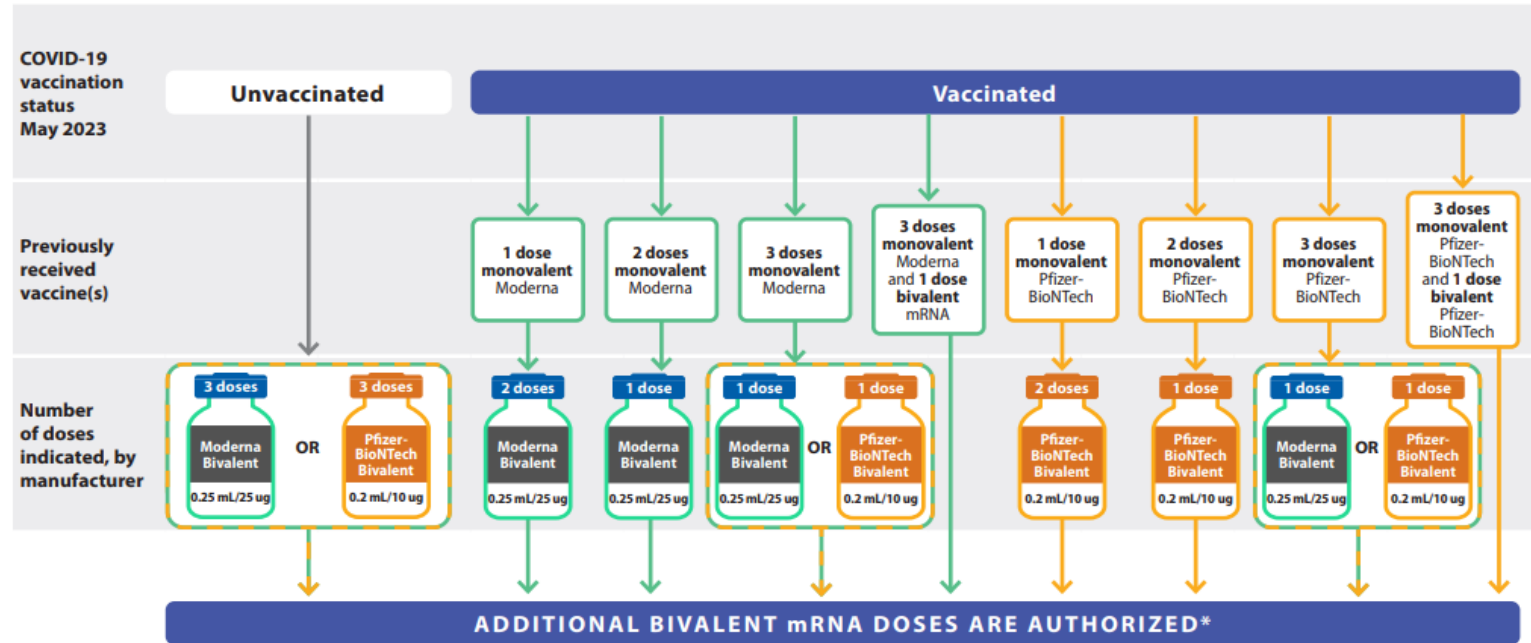 COVID-19
vaccination
status
May 2023
Unvaccinated
Vaccinated
Previously
received
vaccine(s)
1 dose
monovalent
Moderna
2 doses
monovalent
Moderna
3 doses
monovalent
Moderna
3 doses
monovalent
Moderna
and 1 dose
bivalent
mRNA
1 dose
monovalent
Pfizer-
BioNTech
2 doses
monovalent
Pfizer-
BioNTech
3 doses
monovalent
Pfizer-
BioNTech
3 doses
monovalent
Pfizer-
BioNTech
and 1 dose
bivalent
Pfizer-
BioNTech
Number
of doses
indicated, by
manufacturer
3 doses
Moderna
Bivalent
0.25 mL/25 ug
OR
3 doses
Pfizer-
BioNTech
Bivalent
0.2 mL/10 ug
2 doses
Moderna
Bivalent
0.25 mL/25 ug
1 dose
Moderna
Bivalent
0.25 mL/25 ug
1 dose
Moderna
Bivalent
0.25 mL/25 ug
OR
1 dose
Pfizer-
BioNTech
Bivalent
0.2 mL/10 ug
2 doses
Pfizer-
BioNTech
Bivalent
0.2 mL/10 ug
1 dose
Pfizer-
BioNTech
Bivalent
0.2 mL/10 ug
1 dose
Moderna
Bivalent
0.25 mL/25 ug
OR
1 dose
Pfizer-
BioNTech
Bivalent
0.2 mL/10 ug
ADDITIONAL BIVALENT mRNA DOSES ARE AUTHORIZED*